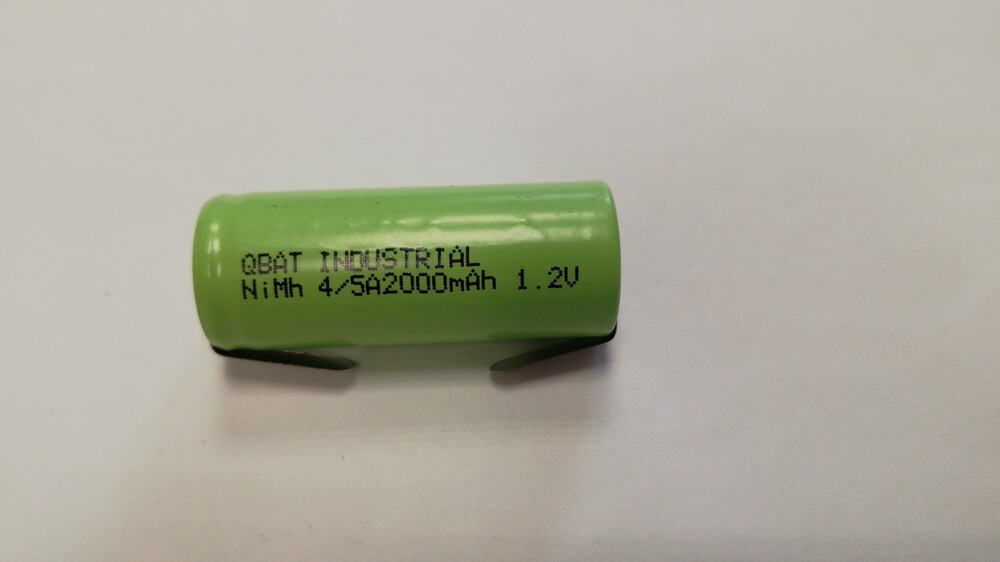 QBAT INDUSTRIAL
NiMh 4/5A2000mAh 1.2V